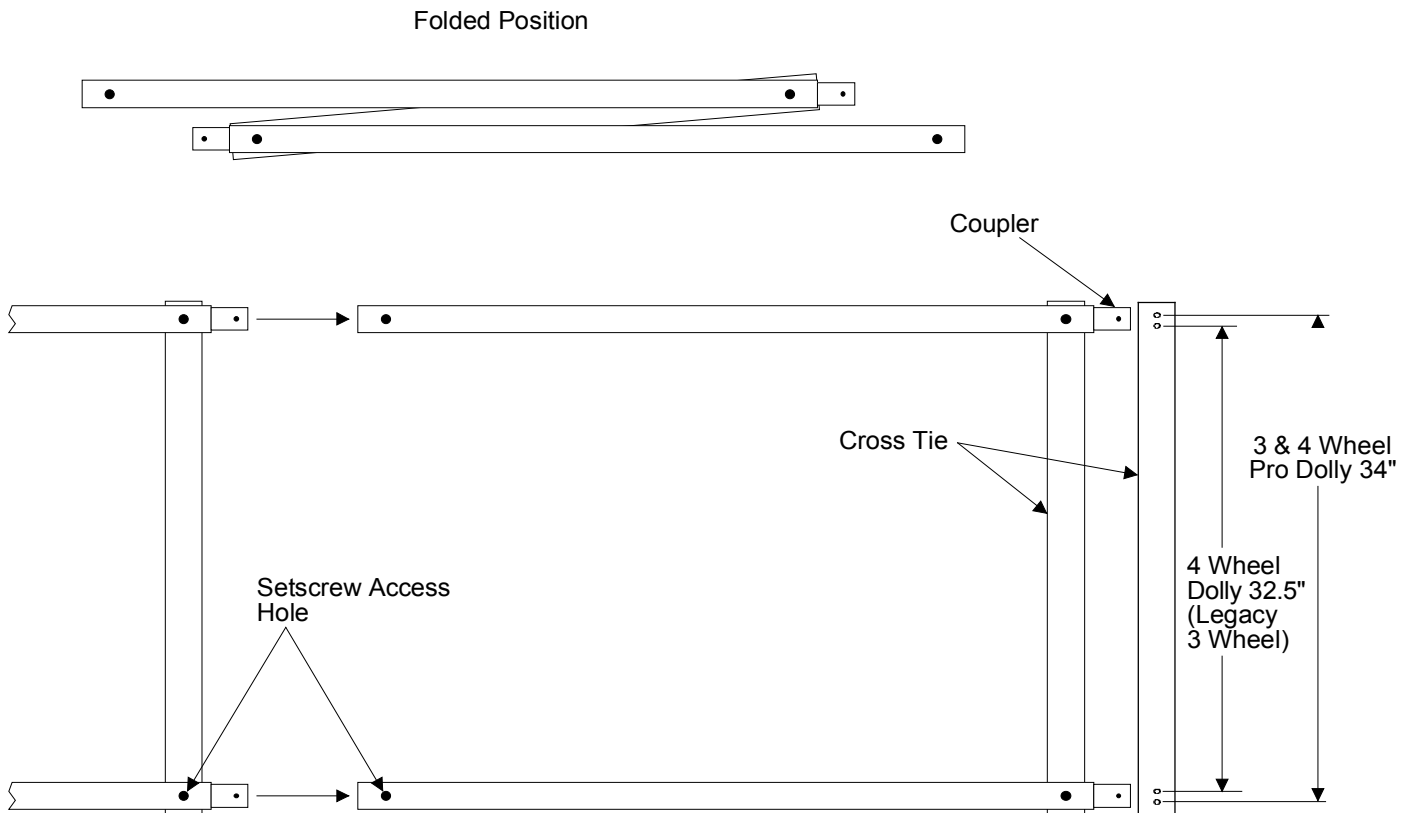 Folded Position
Coupler
Cross Tie
3 & 4 Wheel
Pro Dolly 34"
4 Wheel
Dolly 32.5"
(Legacy
3 Wheel)
Setscrew Access
Hole